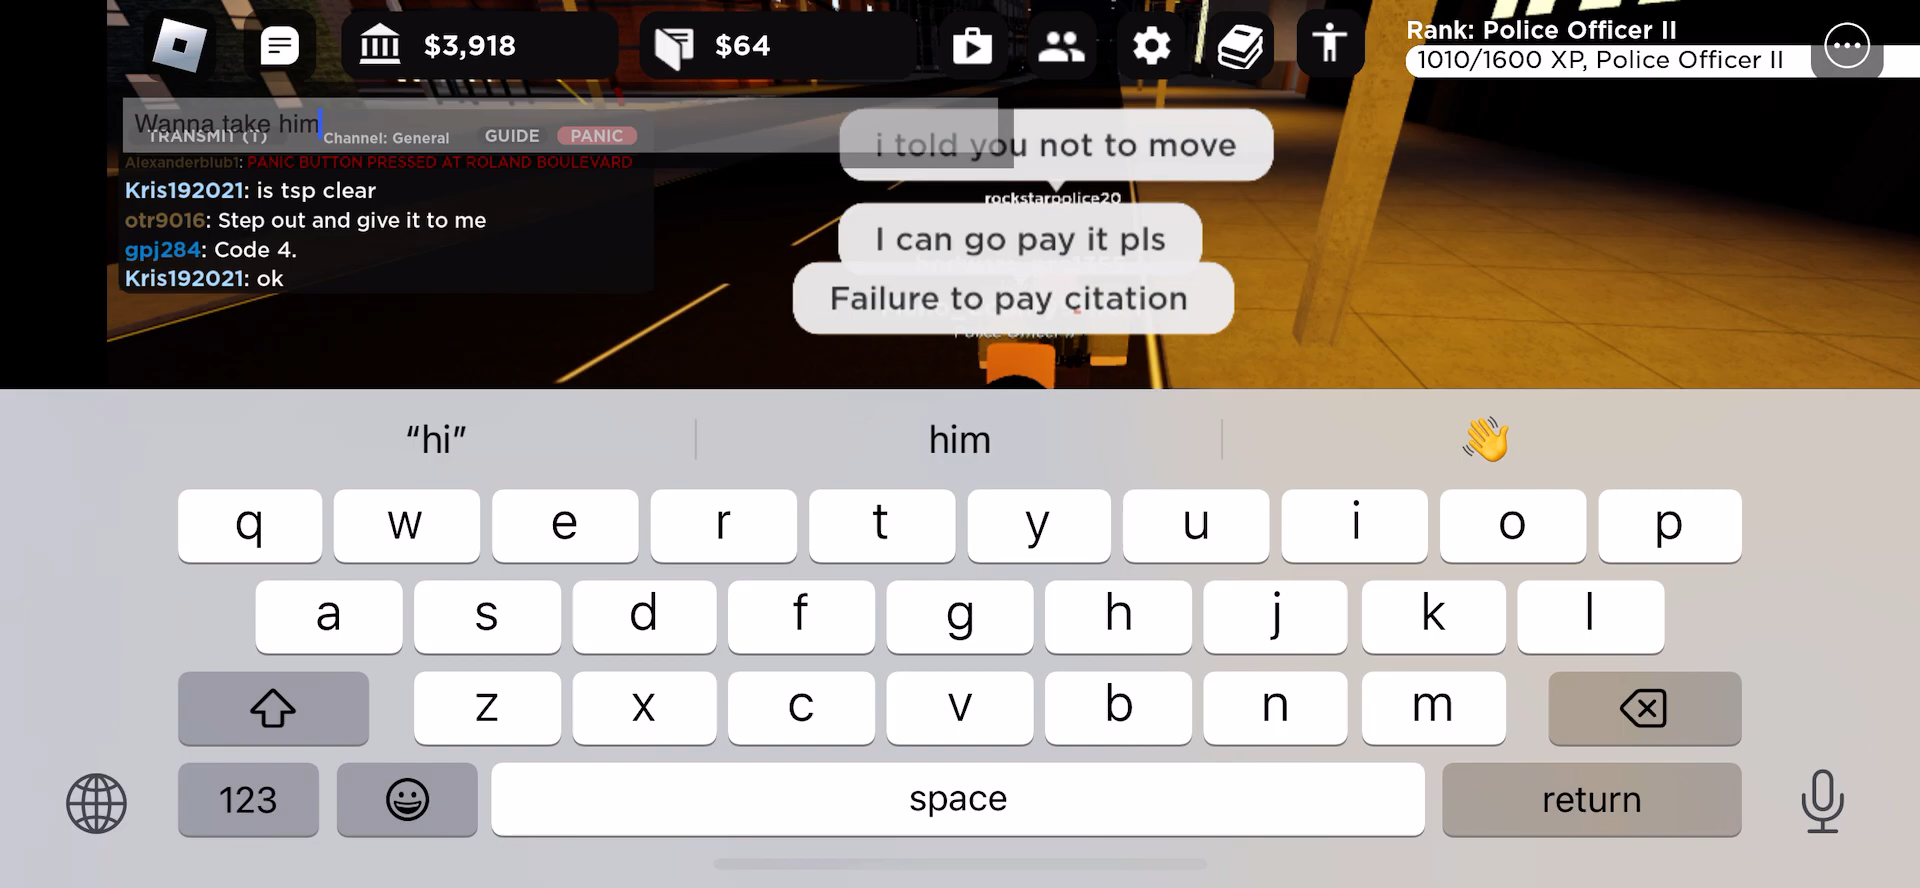 $3,918
$64
Rank: Police Officer II
1010/1600 XP, Police Officer II
Wanna take him
TRANSMIT (T)
Channel: General
GUIDE
PANIC
Alexanderblub1: PANIC BUTTON PRESSED AT ROLAND BOULEVARD
Kris192021: is tsp clear
otr9016: Step out and give it to me
gpj284: Code 4.
Kris192021: ok
i told you not to move
rockstarpolice20
I can go pay it pls
Failure to pay citation
Police Officer II
“hi”
him
q w e r t y u i o p
a s d f g h j k l
z x c v b n m
123
space
return